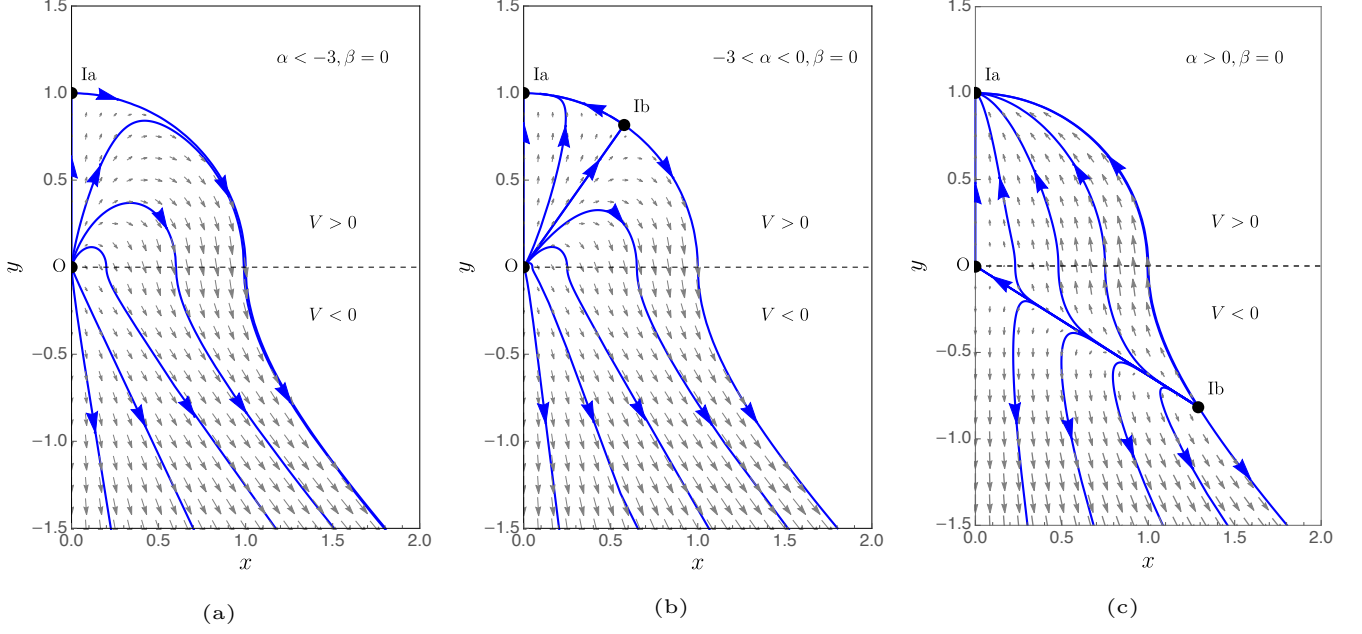 1.5
1.0
0.5
O
−0.5
−1.0
−1.5
0.0
0.5
1.0
1.5
2.0
y
x
Ia
α < −3, β = 0
V > 0
V < 0
(a)
1.5
1.0
0.5
O
−0.5
−1.0
−1.5
0.0
0.5
1.0
1.5
2.0
y
x
Ia
Ib
−3 < α < 0, β = 0
V > 0
V < 0
(b)
1.5
1.0
0.5
O
−0.5
−1.0
−1.5
0.0
0.5
1.0
1.5
2.0
y
x
Ia
Ib
α > 0, β = 0
V > 0
V < 0
(c)